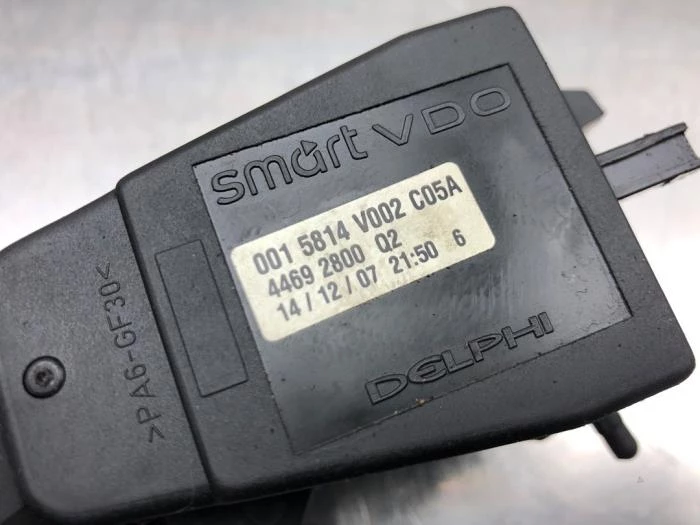 smart VDO
001 5814 V002 C05A
4469 2800 Q2
14/12/07 21:50 6
DELPHI
>PA6-GF30<